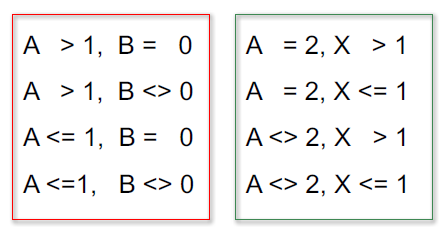 A > 1, B = 0
A > 1, B <> 0
A <= 1, B = 0
A <=1, B <> 0
A = 2, X > 1
A = 2, X <= 1
A <> 2, X > 1
A <> 2, X <= 1